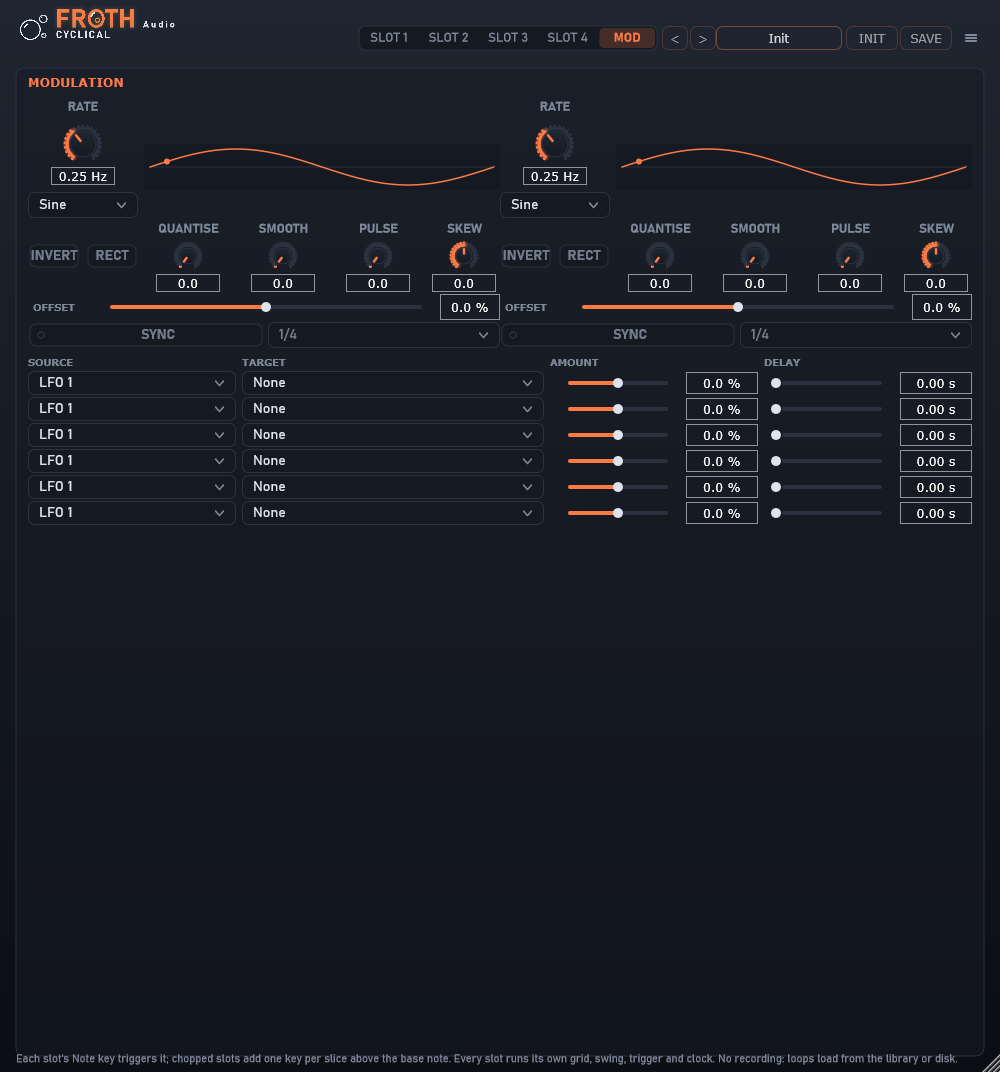 FROTH Audio
CYCLICAL
SLOT 1 SLOT 2 SLOT 3 SLOT 4 MOD < > Init INIT SAVE
MODULATION
RATE RATE
0.25 Hz 0.25 Hz
Sine Sine
QUANTISE SMOOTH PULSE SKEW QUANTISE SMOOTH PULSE SKEW
INVERT RECT INVERT RECT
0.0 0.0 0.0 0.0 0.0 0.0 0.0 0.0
OFFSET 0.0 % OFFSET 0.0 %
SYNC 1/4 SYNC 1/4
SOURCE TARGET AMOUNT DELAY
LFO 1 None 0.0 % 0.00 s
LFO 1 None 0.0 % 0.00 s
LFO 1 None 0.0 % 0.00 s
LFO 1 None 0.0 % 0.00 s
LFO 1 None 0.0 % 0.00 s
LFO 1 None 0.0 % 0.00 s
Each slot's Note key triggers it; chopped slots add one key per slice above the base note. Every slot runs its own grid, swing, trigger and clock. No recording: loops load from the library or disk.